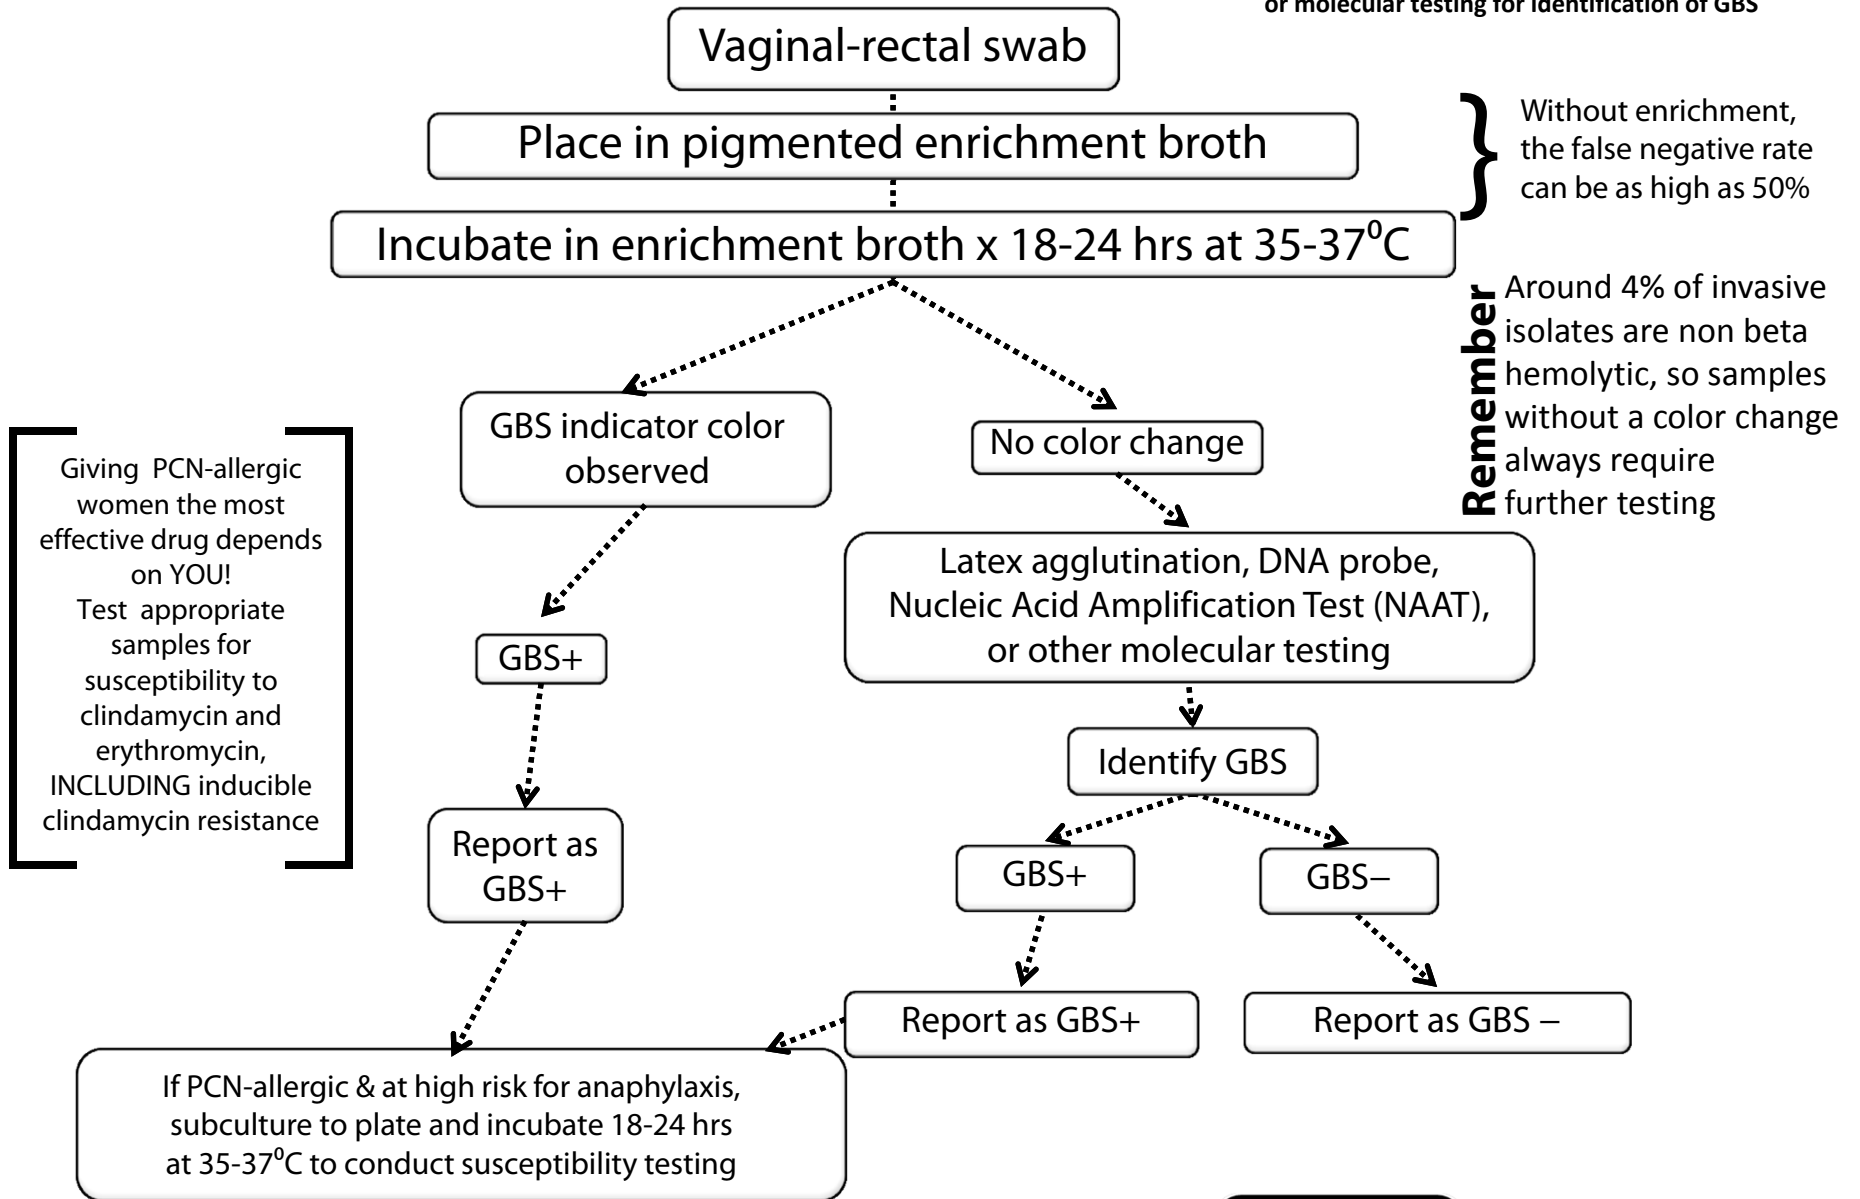 or molecular testing for identification of GBS
Vaginal-rectal swab
Place in pigmented enrichment broth
Without enrichment,
the false negative rate
can be as high as 50%
Incubate in enrichment broth x 18-24 hrs at 35-37⁰C
Remember
Around 4% of invasive
isolates are non beta
hemolytic, so samples
without a color change
always require
further testing
GBS indicator color
observed
No color change
Giving PCN-allergic
women the most
effective drug depends
on YOU!
Test appropriate
samples for
susceptibility to
clindamycin and
erythromycin,
INCLUDING inducible
clindamycin resistance
Latex agglutination, DNA probe,
Nucleic Acid Amplification Test (NAAT),
or other molecular testing
GBS+
Identify GBS
Report as
GBS+
GBS+
GBS–
Report as GBS+
Report as GBS –
If PCN-allergic & at high risk for anaphylaxis,
subculture to plate and incubate 18-24 hrs
at 35-37⁰C to conduct susceptibility testing